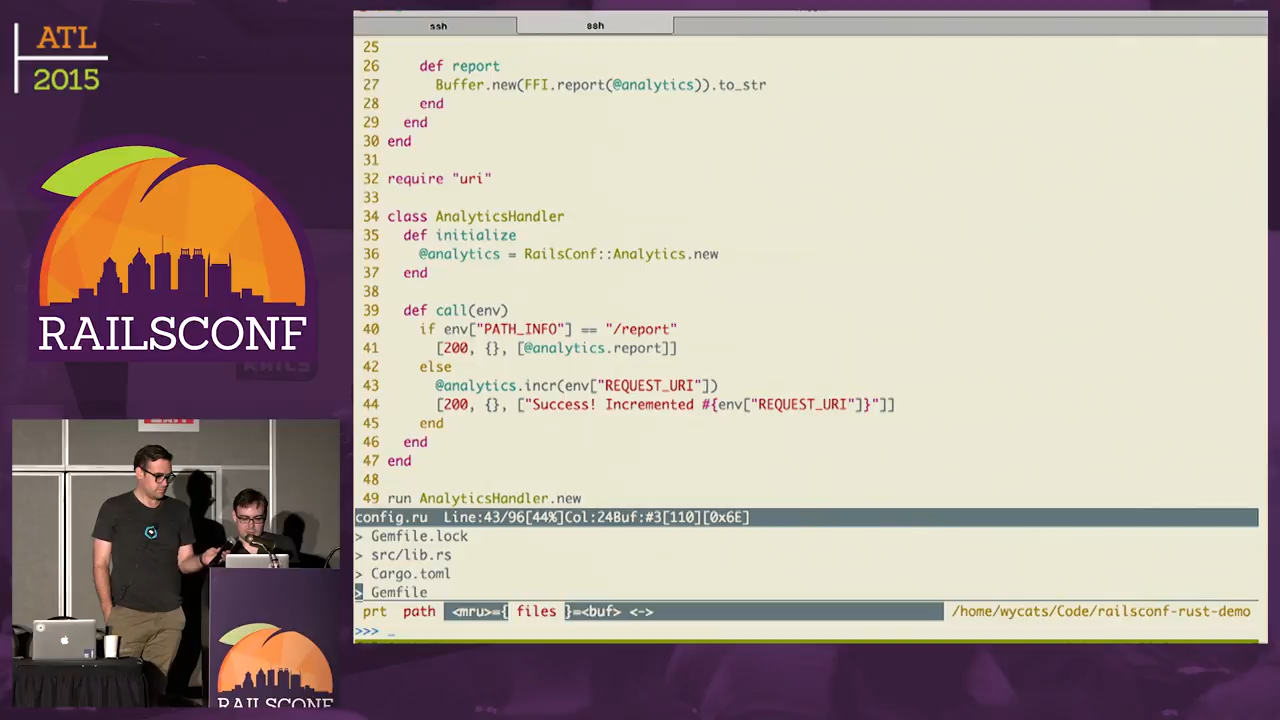 ATL
2015
RAILSCONF
RAILS
RAILSCONF
ssh
ssh
25
26 def report
27 Buffer.new(FFI.report(@analytics)).to_str
28 end
29 end
30 end
31
32 require "uri"
33
34 class AnalyticsHandler
35 def initialize
36 @analytics = RailsConf::Analytics.new
37 end
38
39 def call(env)
40 if env["PATH_INFO"] == "/report"
41 [200, {}, [@analytics.report]]
42 else
43 @analytics.incr(env["REQUEST_URI"])
44 [200, {}, ["Success! Incremented #{env["REQUEST_URI"]}"]]
45 end
46 end
47 end
48
49 run AnalyticsHandler.new
config.ru Line:43/96[44%]Col:24Buf:#3[110][0x6E]
> Gemfile.lock
> src/lib.rs
> Cargo.toml
> Gemfile
prt path <mru>={ files }=<buf> <-> /home/wycats/Code/railsconf-rust-demo
>>> _